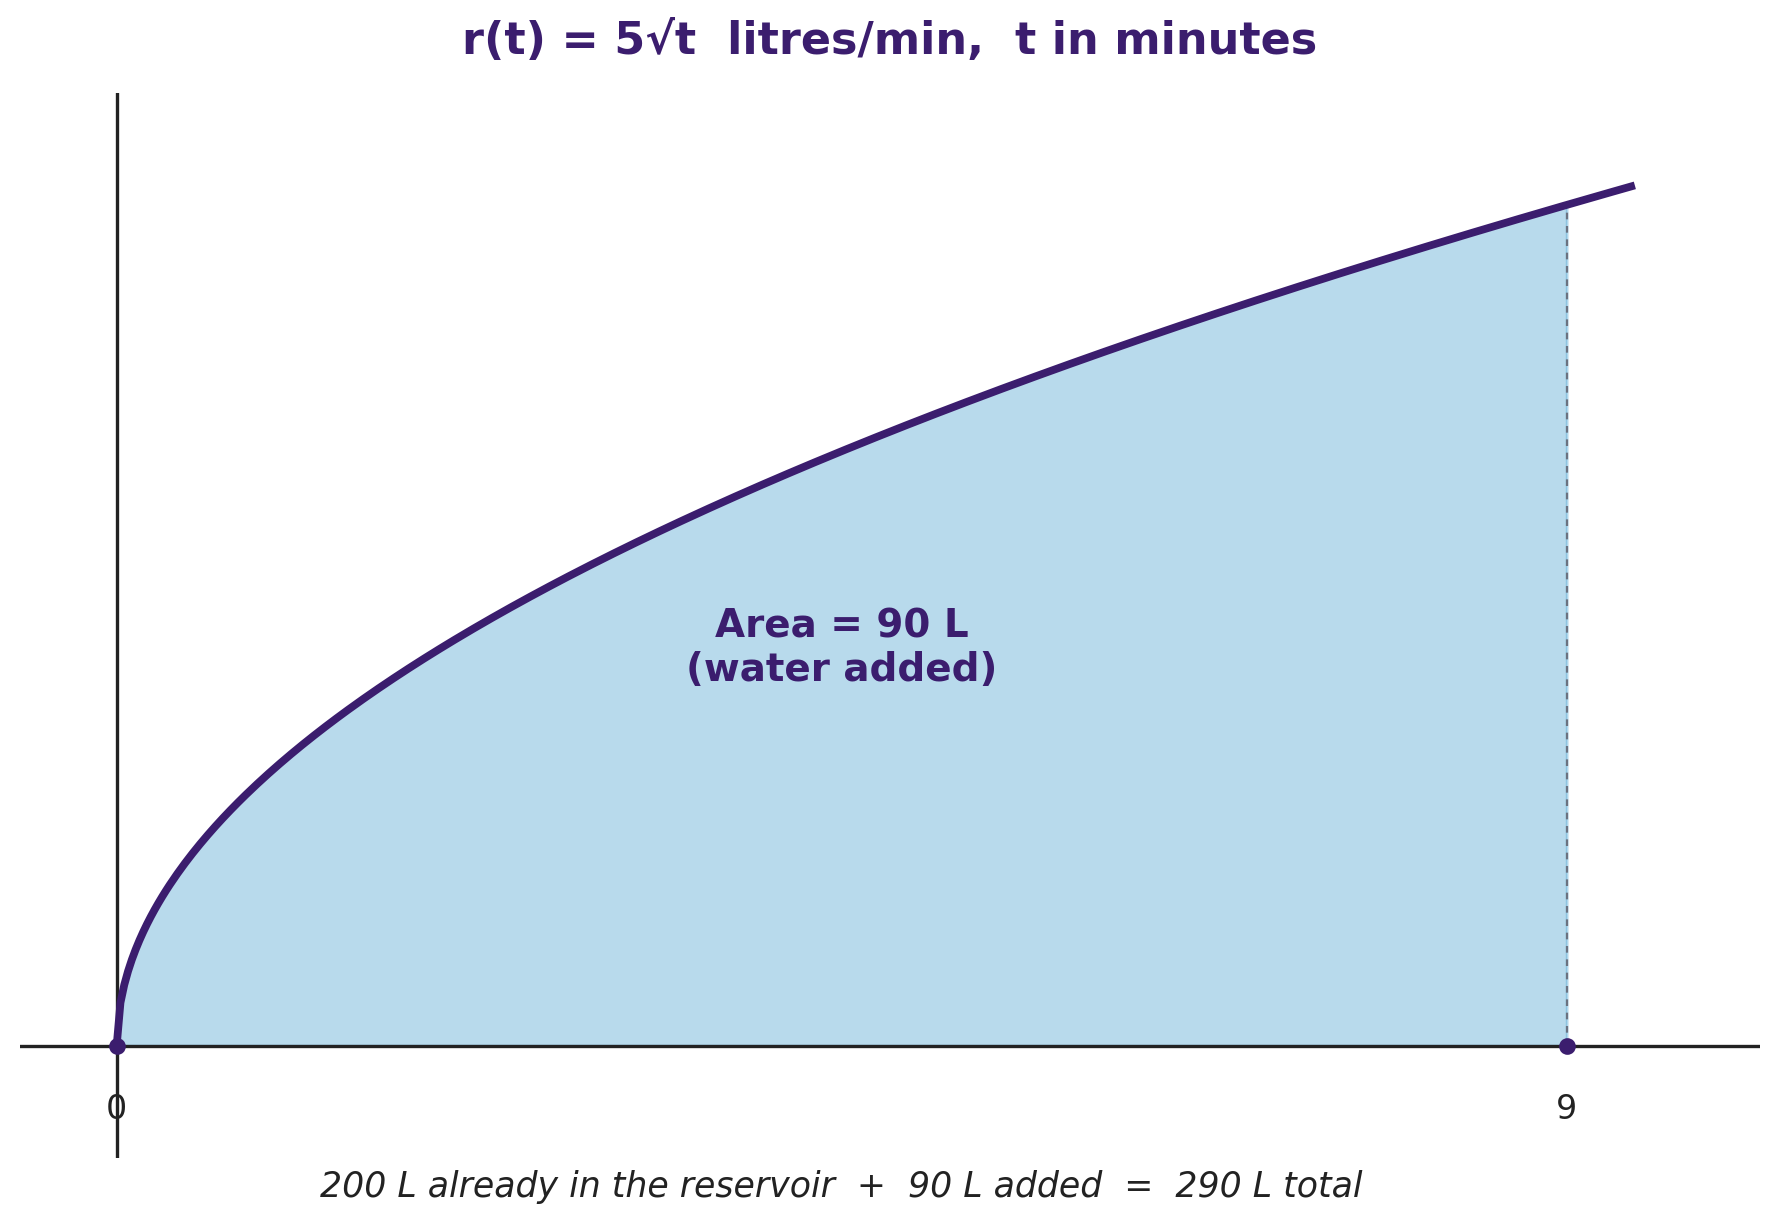 r(t) = 5√t  litres/min,  t in minutes
Area = 90 L
(water added)
0
9
200 L already in the reservoir  +  90 L added  =  290 L total